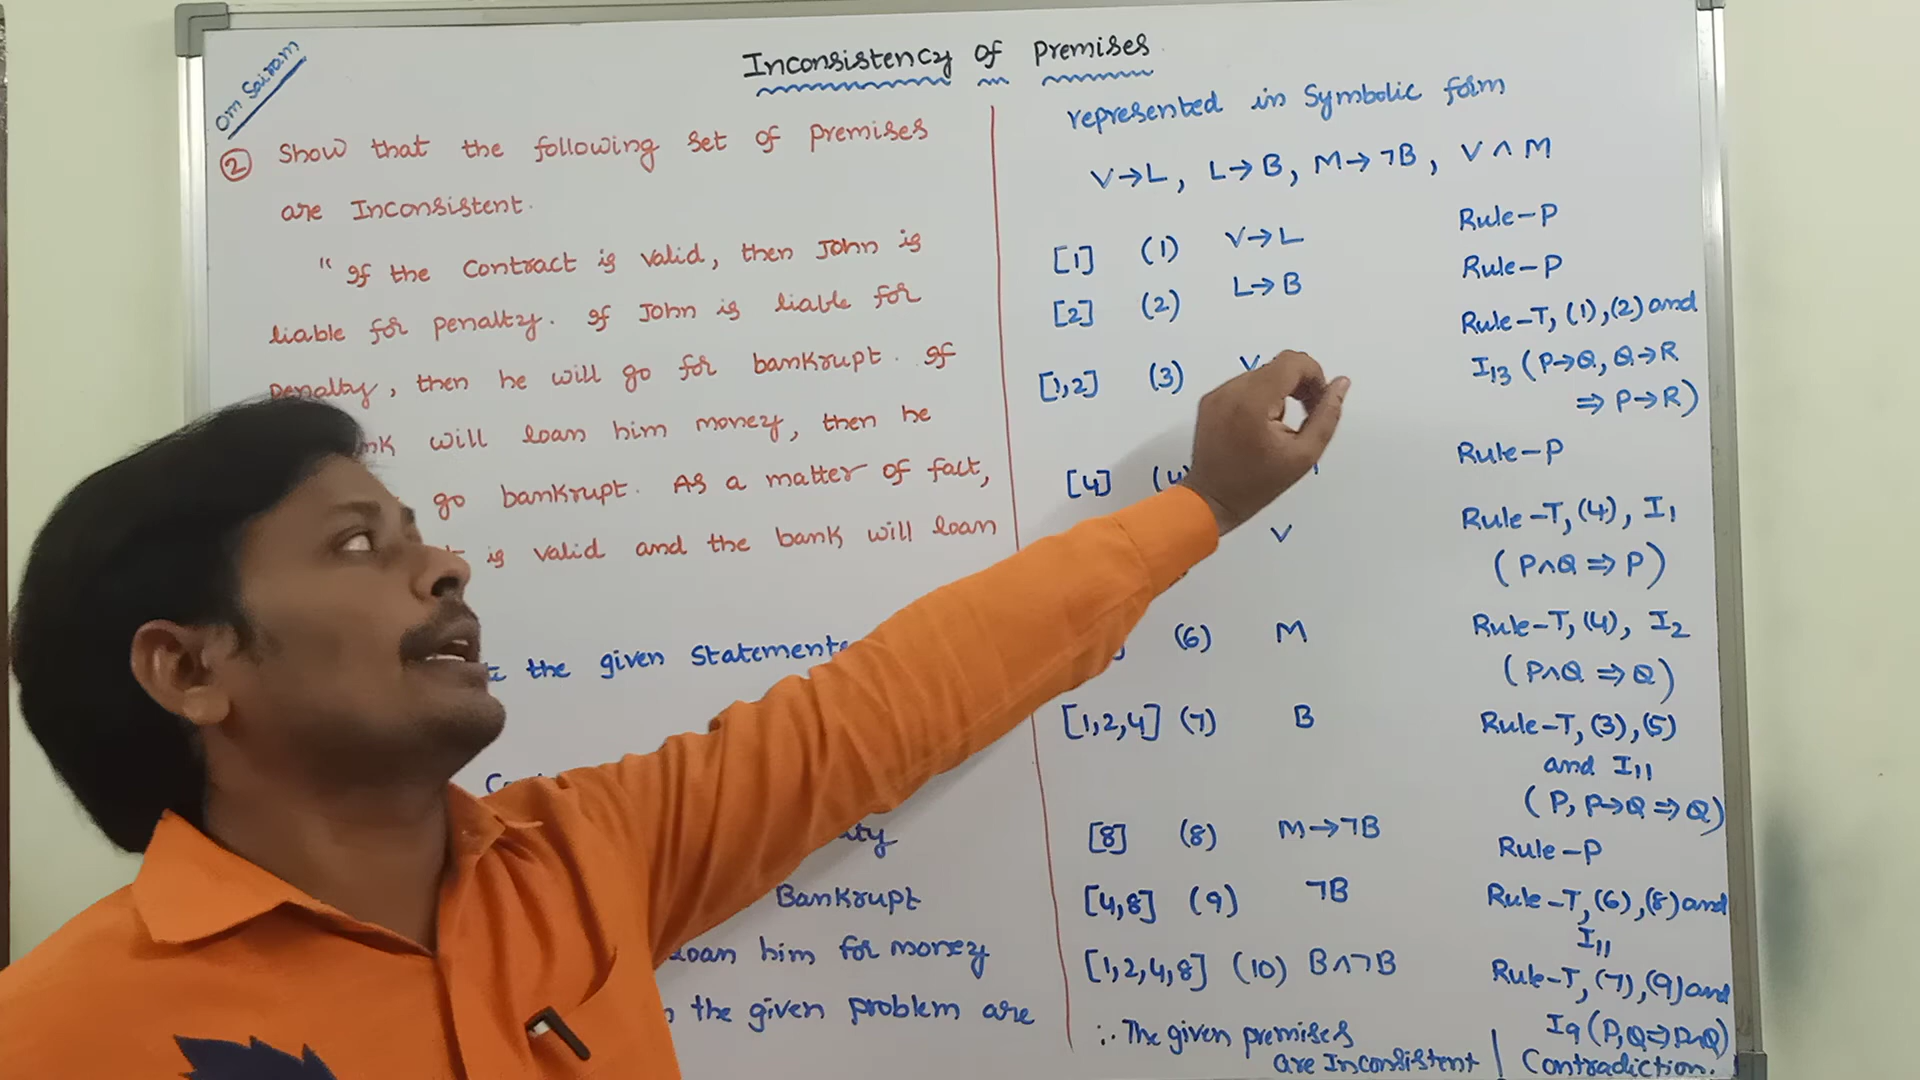 Om Sairam
Inconsistency of premises
② Show that the following set of premises
are Inconsistent.
" If the Contract is valid, then John is
liable for penalty. If John is liable for
penalty, then he will go for bankrupt. If
will loan him money, then he
go bankrupt. As a matter of fact,
is valid and the bank will loan
the given Statements
Bankrupt
loan him for money
the given problem are
represented in Symbolic form
V→L, L→B, M→¬B, V∧M
[1] (1) V→L Rule-P
[2] (2) L→B Rule-P
[1,2] (3) V Rule-T, (1),(2) and
I13 (P→Q, Q→R
⇒ P→R)
[4] (4) Rule-P
V Rule-T, (4), I1
(P∧Q ⇒ P)
(6) M Rule-T, (4), I2
(P∧Q ⇒ Q)
[1,2,4] (7) B Rule-T, (3),(5)
and I11
(P, P→Q ⇒ Q)
[8] (8) M→¬B Rule-P
[4,8] (9) ¬B Rule-T, (6),(8) and
I11
[1,2,4,8] (10) B∧¬B Rule-T, (7),(9) and
I9 (P,Q⇒P∧Q)
∴ The given premises
are Inconsistent | Contradiction.